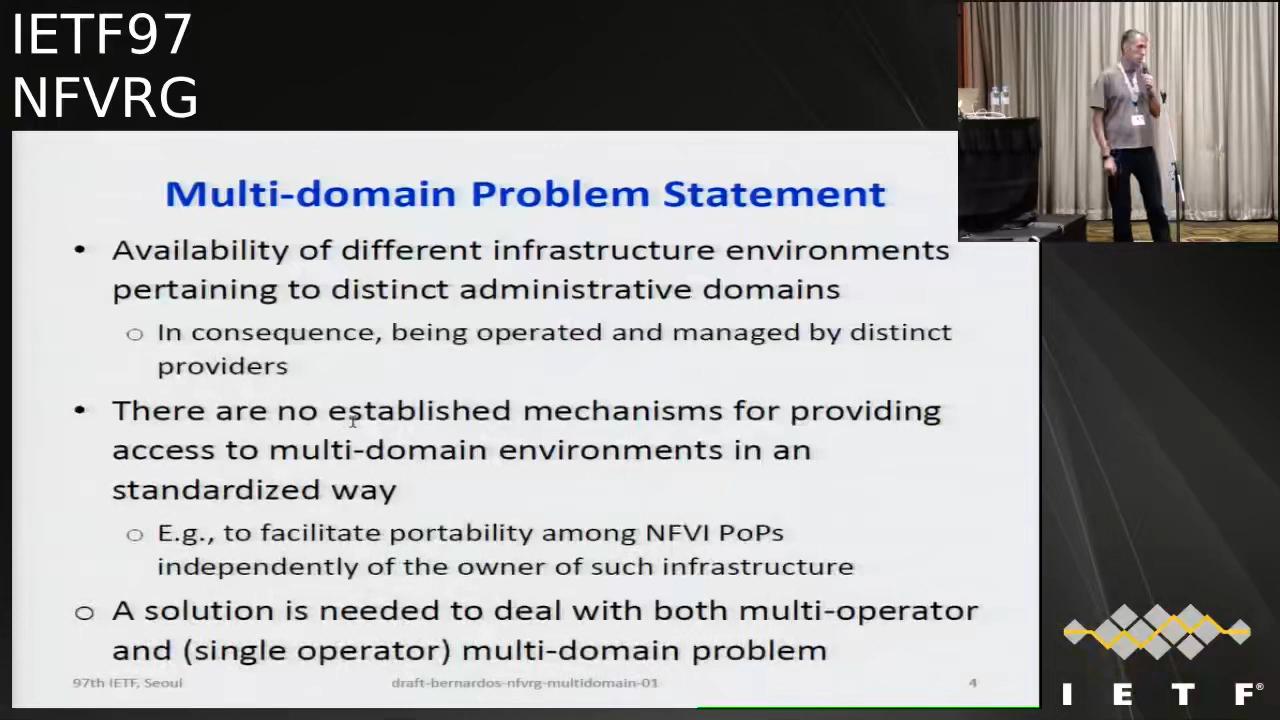 IETF97
NFVRG
Multi-domain Problem Statement
• Availability of different infrastructure environments
pertaining to distinct administrative domains
o In consequence, being operated and managed by distinct
providers
• There are no established mechanisms for providing
access to multi-domain environments in an
standardized way
o E.g., to facilitate portability among NFVI PoPs
independently of the owner of such infrastructure
o A solution is needed to deal with both multi-operator
and (single operator) multi-domain problem
97th IETF, Seoul draft-bernardos-nfvrg-multidomain-01 4
I E T F®